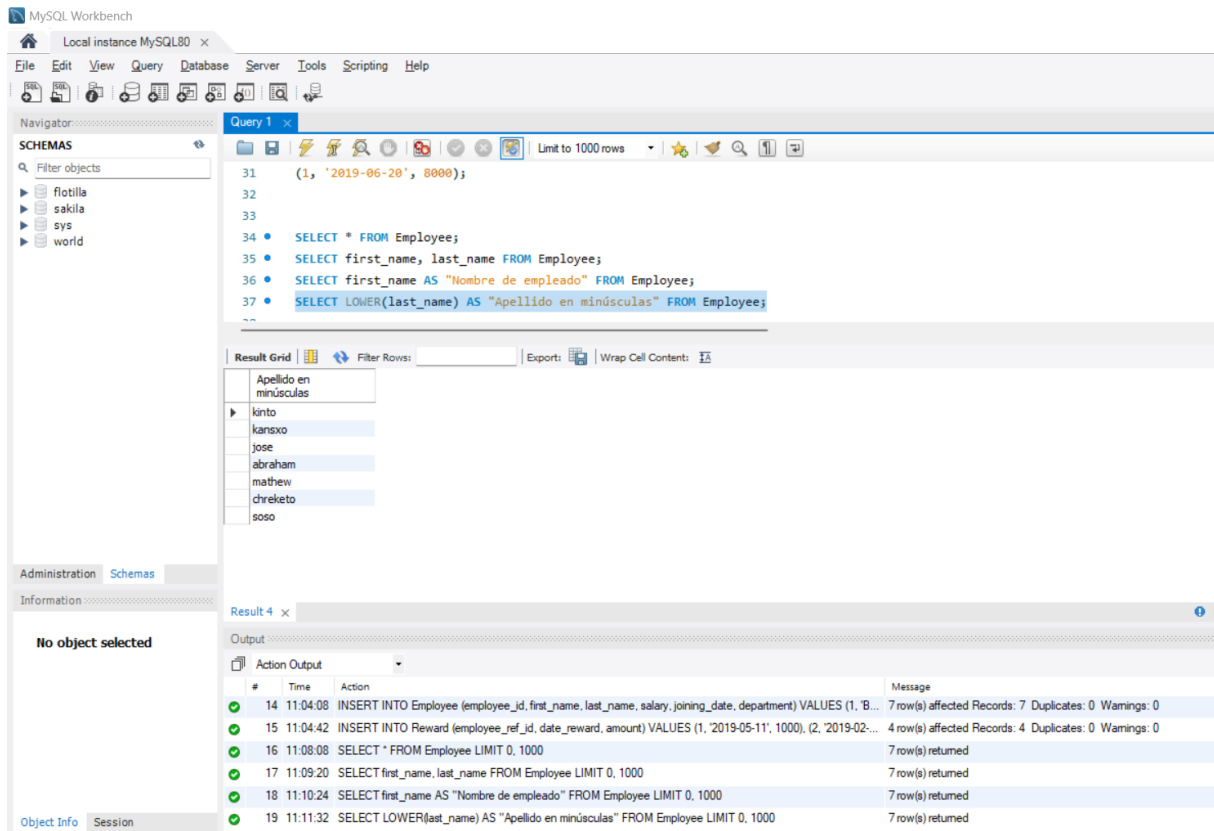 MySQL Workbench
Local instance MySQL80 ×
File Edit View Query Database Server Tools Scripting Help
Navigator
SCHEMAS
Filter objects
flotilla
sakila
sys
world
Administration Schemas
Information
No object selected
Object Info Session
Query 1 ×
Limit to 1000 rows
31 (1, '2019-06-20', 8000);
32
33
34 SELECT * FROM Employee;
35 SELECT first_name, last_name FROM Employee;
36 SELECT first_name AS "Nombre de empleado" FROM Employee;
37 SELECT LOWER(last_name) AS "Apellido en minúsculas" FROM Employee;
Result Grid Filter Rows: Export: Wrap Cell Content: IA
Apellido en
minúsculas
kinto
kansxo
jose
abraham
mathew
chreketo
soso
Result 4 ×
Output
Action Output
# Time Action Message
14 11:04:08 INSERT INTO Employee (employee_id, first_name, last_name, salary, joining_date, department) VALUES (1, 'B... 7 row(s) affected Records: 7 Duplicates: 0 Warnings: 0
15 11:04:42 INSERT INTO Reward (employee_ref_id, date_reward, amount) VALUES (1, '2019-05-11', 1000), (2, '2019-02-... 4 row(s) affected Records: 4 Duplicates: 0 Warnings: 0
16 11:08:08 SELECT * FROM Employee LIMIT 0, 1000 7 row(s) returned
17 11:09:20 SELECT first_name, last_name FROM Employee LIMIT 0, 1000 7 row(s) returned
18 11:10:24 SELECT first_name AS "Nombre de empleado" FROM Employee LIMIT 0, 1000 7 row(s) returned
19 11:11:32 SELECT LOWER(last_name) AS "Apellido en minúsculas" FROM Employee LIMIT 0, 1000 7 row(s) returned